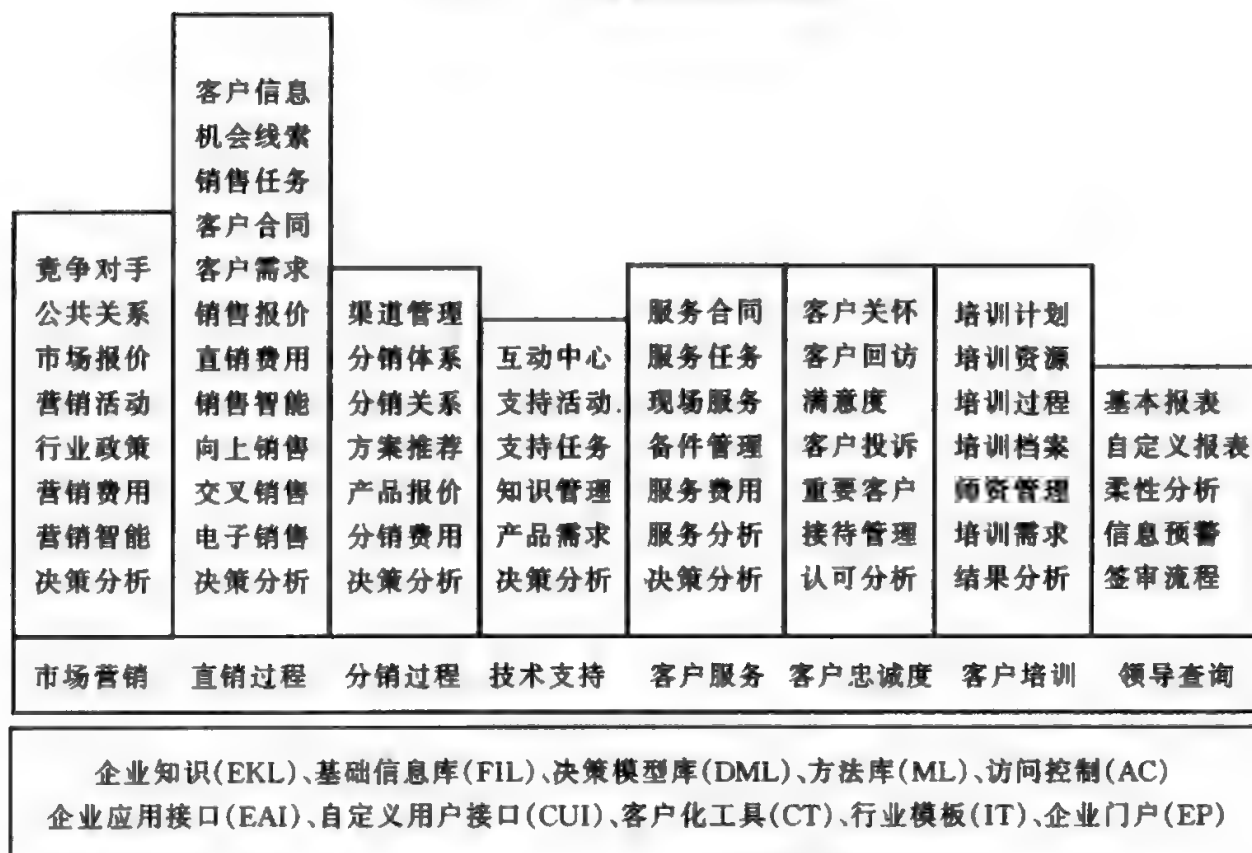 竟争对手
公共关系
市场报价
营销活动
行业政策
营销费用
营销智能
决策分析
市场营销
客户信息
机会线索
销售任务
客户合同
客户需求
销售报价
直销费用
销售智能
向上销售
交叉销售
电子销售
决策分析
直销过程
渠道管理
分销体系
分销关系
方案推荐
产品报价
分销费用
决策分析
分销过程
互动中心
支持活动
支持任务
知识管理
产品需求
决策分析
技术支持
服务合同
服务任务
现场服务
备件管理
服务费用
服务分析
决策分析
客户服务
客户关怀
客户回访
满意度
客户投诉
重要客户
接待管理
认可分析
客户忠诚度
培训计划
培训资源
培训过程
培训档案
师资管理
培训需求
结果分析
客户培训
基本报表
自定义报表
柔性分析
信息预警
签审流程
领导查询
企业知识(EKL)、基础信息库(FIL)、决策模型库(DML)、方法库(ML)、访问控制(AC)
企业应用接口(EAI)、自定义用户接口(CUI)、客户化工具(CT)、行业模板(IT)、企业门户(EP)